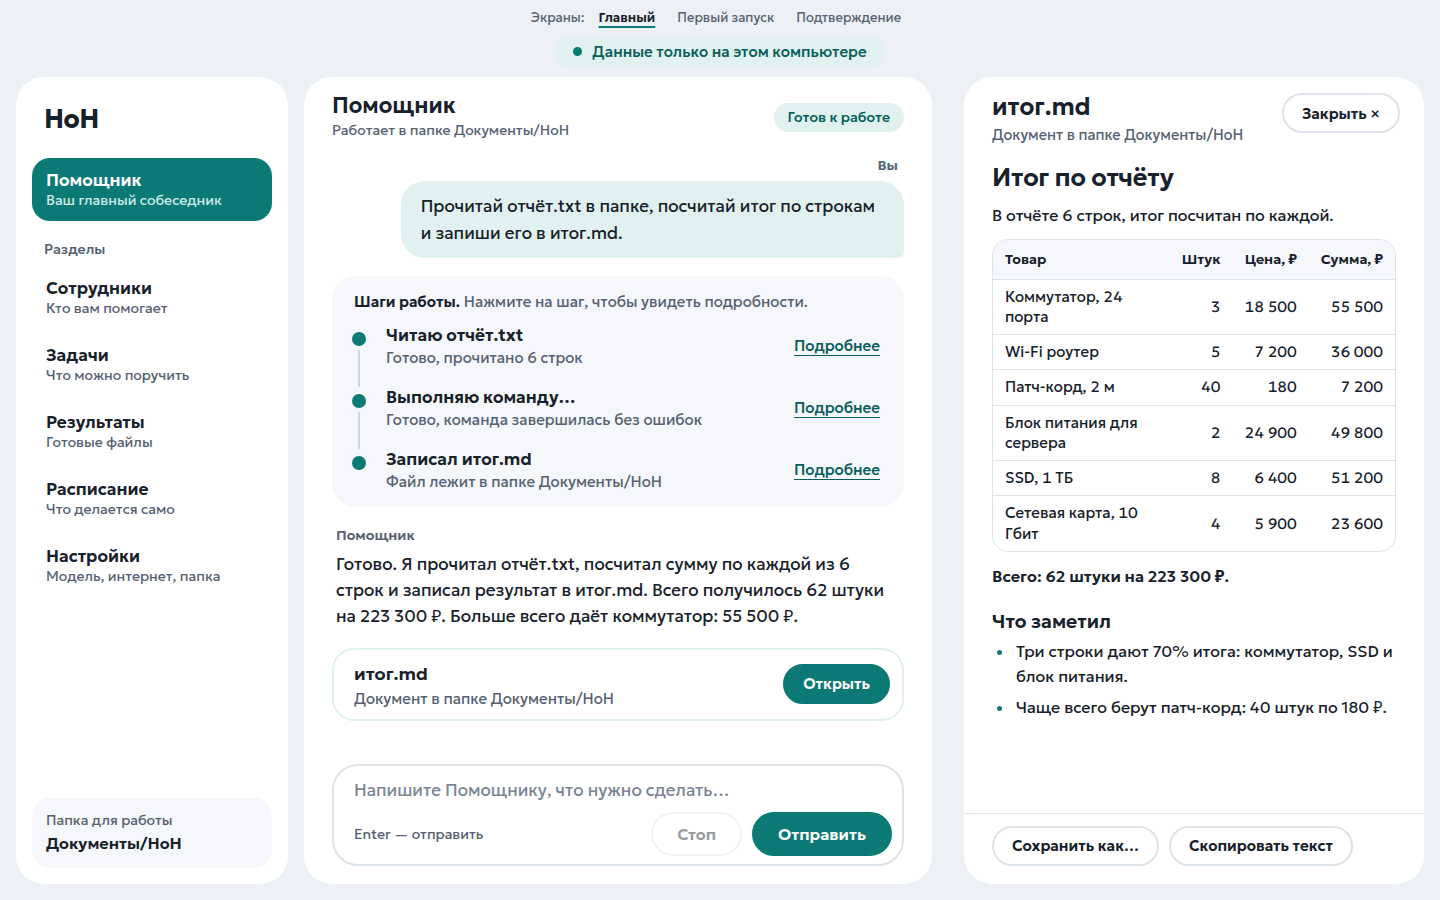 Экраны: Главный Первый запуск Подтверждение
Данные только на этом компьютере
НоН
Помощник
Ваш главный собеседник
Разделы
Сотрудники
Кто вам помогает
Задачи
Что можно поручить
Результаты
Готовые файлы
Расписание
Что делается само
Настройки
Модель, интернет, папка
Папка для работы
Документы/НоН
Помощник
Работает в папке Документы/НоН
Готов к работе
Вы
Прочитай отчёт.txt в папке, посчитай итог по строкам
и запиши его в итог.md.
Шаги работы. Нажмите на шаг, чтобы увидеть подробности.
Читаю отчёт.txt
Готово, прочитано 6 строк
Подробнее
Выполняю команду…
Готово, команда завершилась без ошибок
Подробнее
Записал итог.md
Файл лежит в папке Документы/НоН
Подробнее
Помощник
Готово. Я прочитал отчёт.txt, посчитал сумму по каждой из 6
строк и записал результат в итог.md. Всего получилось 62 штуки
на 223 300 ₽. Больше всего даёт коммутатор: 55 500 ₽.
итог.md
Документ в папке Документы/НоН
Открыть
Напишите Помощнику, что нужно сделать…
Enter — отправить
Стоп
Отправить
итог.md
Документ в папке Документы/НоН
Закрыть ×
Итог по отчёту
В отчёте 6 строк, итог посчитан по каждой.
Товар Штук Цена, ₽ Сумма, ₽
Коммутатор, 24
порта 3 18 500 55 500
Wi-Fi роутер 5 7 200 36 000
Патч-корд, 2 м 40 180 7 200
Блок питания для
сервера 2 24 900 49 800
SSD, 1 ТБ 8 6 400 51 200
Сетевая карта, 10
Гбит 4 5 900 23 600
Всего: 62 штуки на 223 300 ₽.
Что заметил
• Три строки дают 70% итога: коммутатор, SSD и
блок питания.
• Чаще всего берут патч-корд: 40 штук по 180 ₽.
Сохранить как…
Скопировать текст